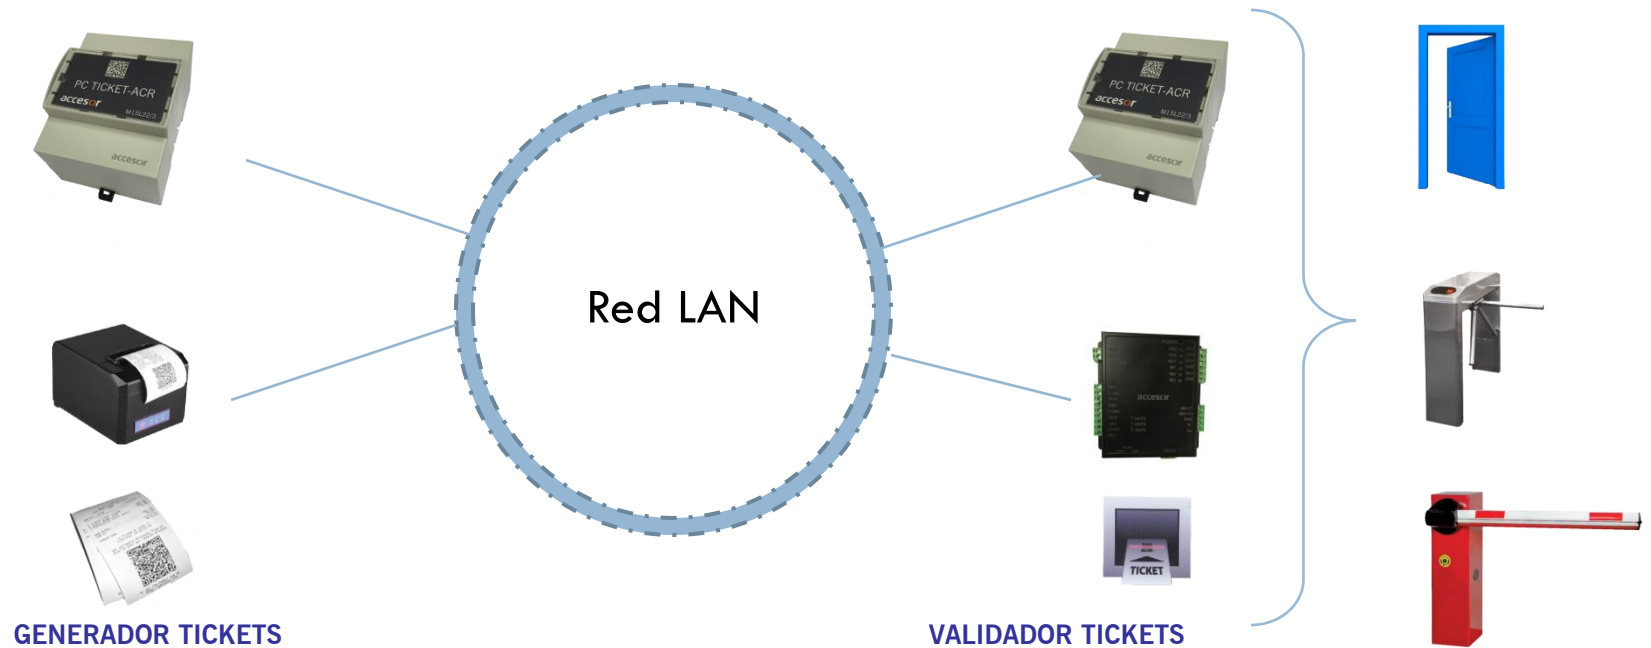 PC TICKET-ACR
accesor
M15L22/3
accesor
PC TICKET-ACR
accesor
M15L22/3
accesor
Red LAN
accesor
TICKET
GENERADOR TICKETS
VALIDADOR TICKETS